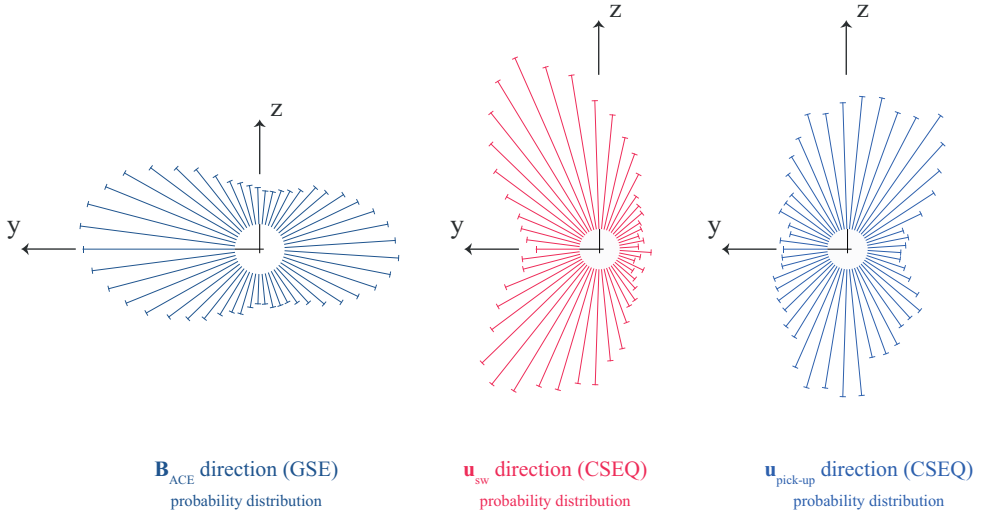 z
y
z
y
z
y
B_ACE direction (GSE)
probability distribution
u_sw direction (CSEQ)
probability distribution
u_pick-up direction (CSEQ)
probability distribution